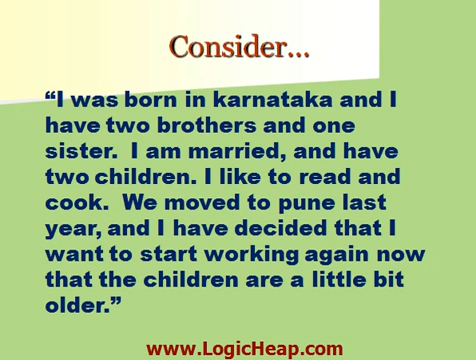 Consider...
“I was born in karnataka and I
have two brothers and one
sister.  I am married, and have
two children. I like to read and
cook.  We moved to pune last
year, and I have decided that I
want to start working again now
that the children are a little bit
older.”
www.LogicHeap.com